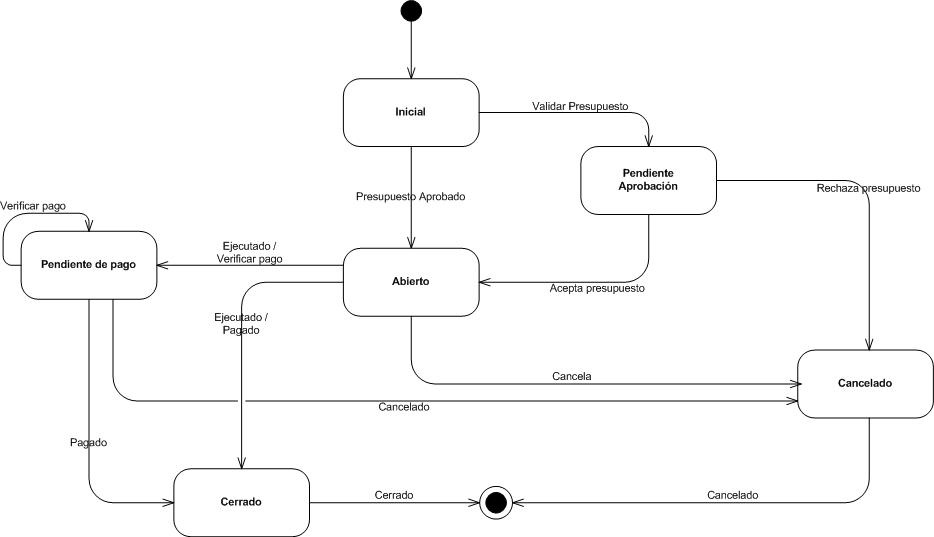 Inicial
Validar Presupuesto
Pendiente
Aprobación
Rechaza presupuesto
Presupuesto Aprobado
Verificar pago
Pendiente de pago
Ejecutado /
Verificar pago
Abierto
Acepta presupuesto
Ejecutado /
Pagado
Cancela
Cancelado
Cancelado
Pagado
Cerrado
Cerrado
Cancelado